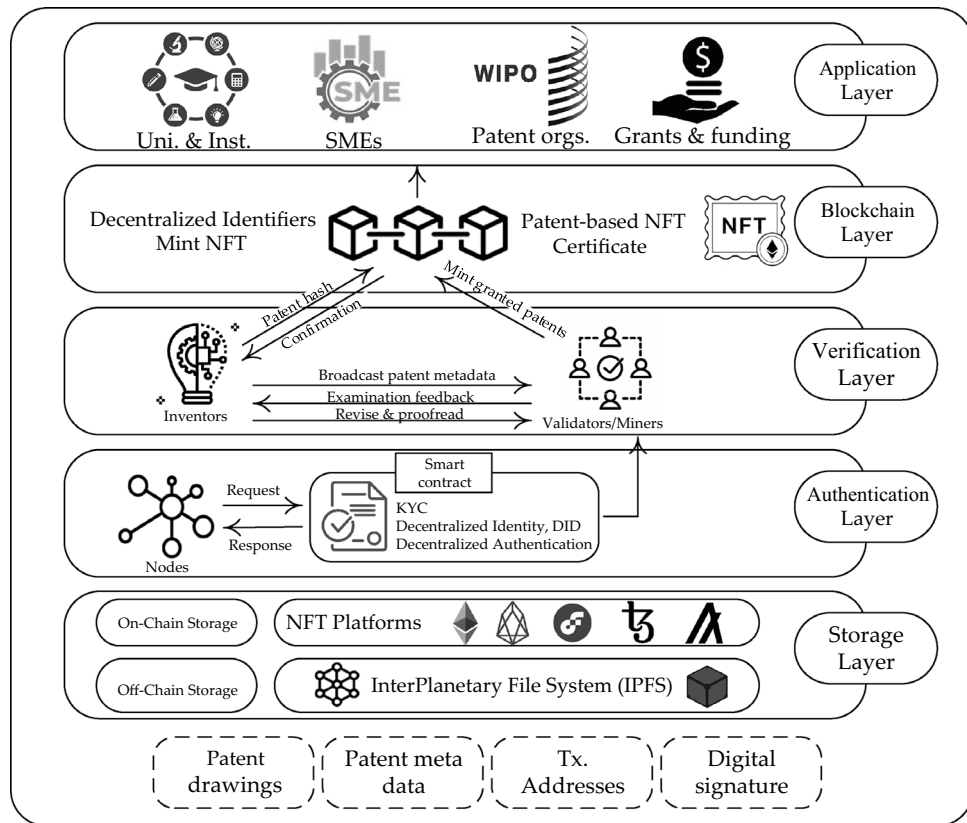 SME
WIPO
Uni. & Inst.
SMEs
Patent orgs.
Grants & funding
Application
Layer
Decentralized Identifiers
Mint NFT
Patent-based NFT
Certificate
NFT
Blockchain
Layer
Patent hash
Confirmation
Mint granted patents
Broadcast patent metadata
Examination feedback
Revise & proofread
Inventors
Validators/Miners
Verification
Layer
Smart
contract
Request
Response
KYC
Decentralized Identity, DID
Decentralized Authentication
Nodes
Authentication
Layer
On-Chain Storage
NFT Platforms
Off-Chain Storage
InterPlanetary File System (IPFS)
Storage
Layer
Patent
drawings
Patent meta
data
Tx.
Addresses
Digital
signature